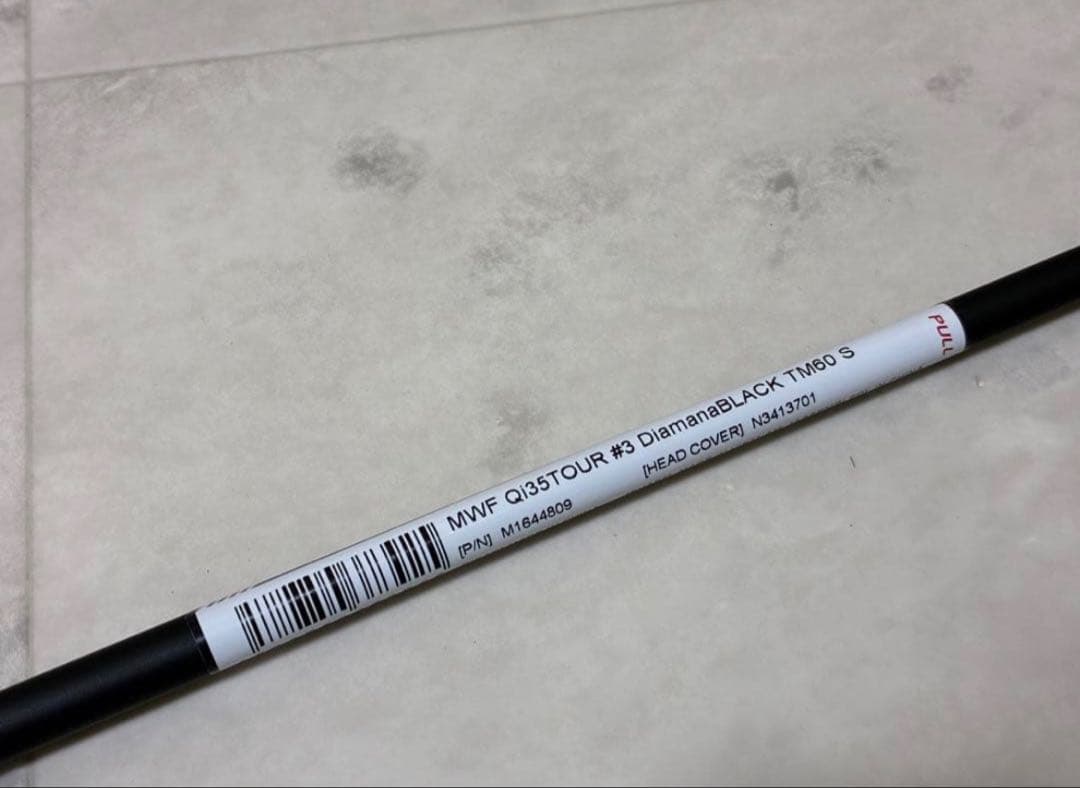 MWF Qi35TOUR #3 DiamanaBLACK TM60 S
[P/N] M1644809 [HEAD COVER] N3413701
PULL